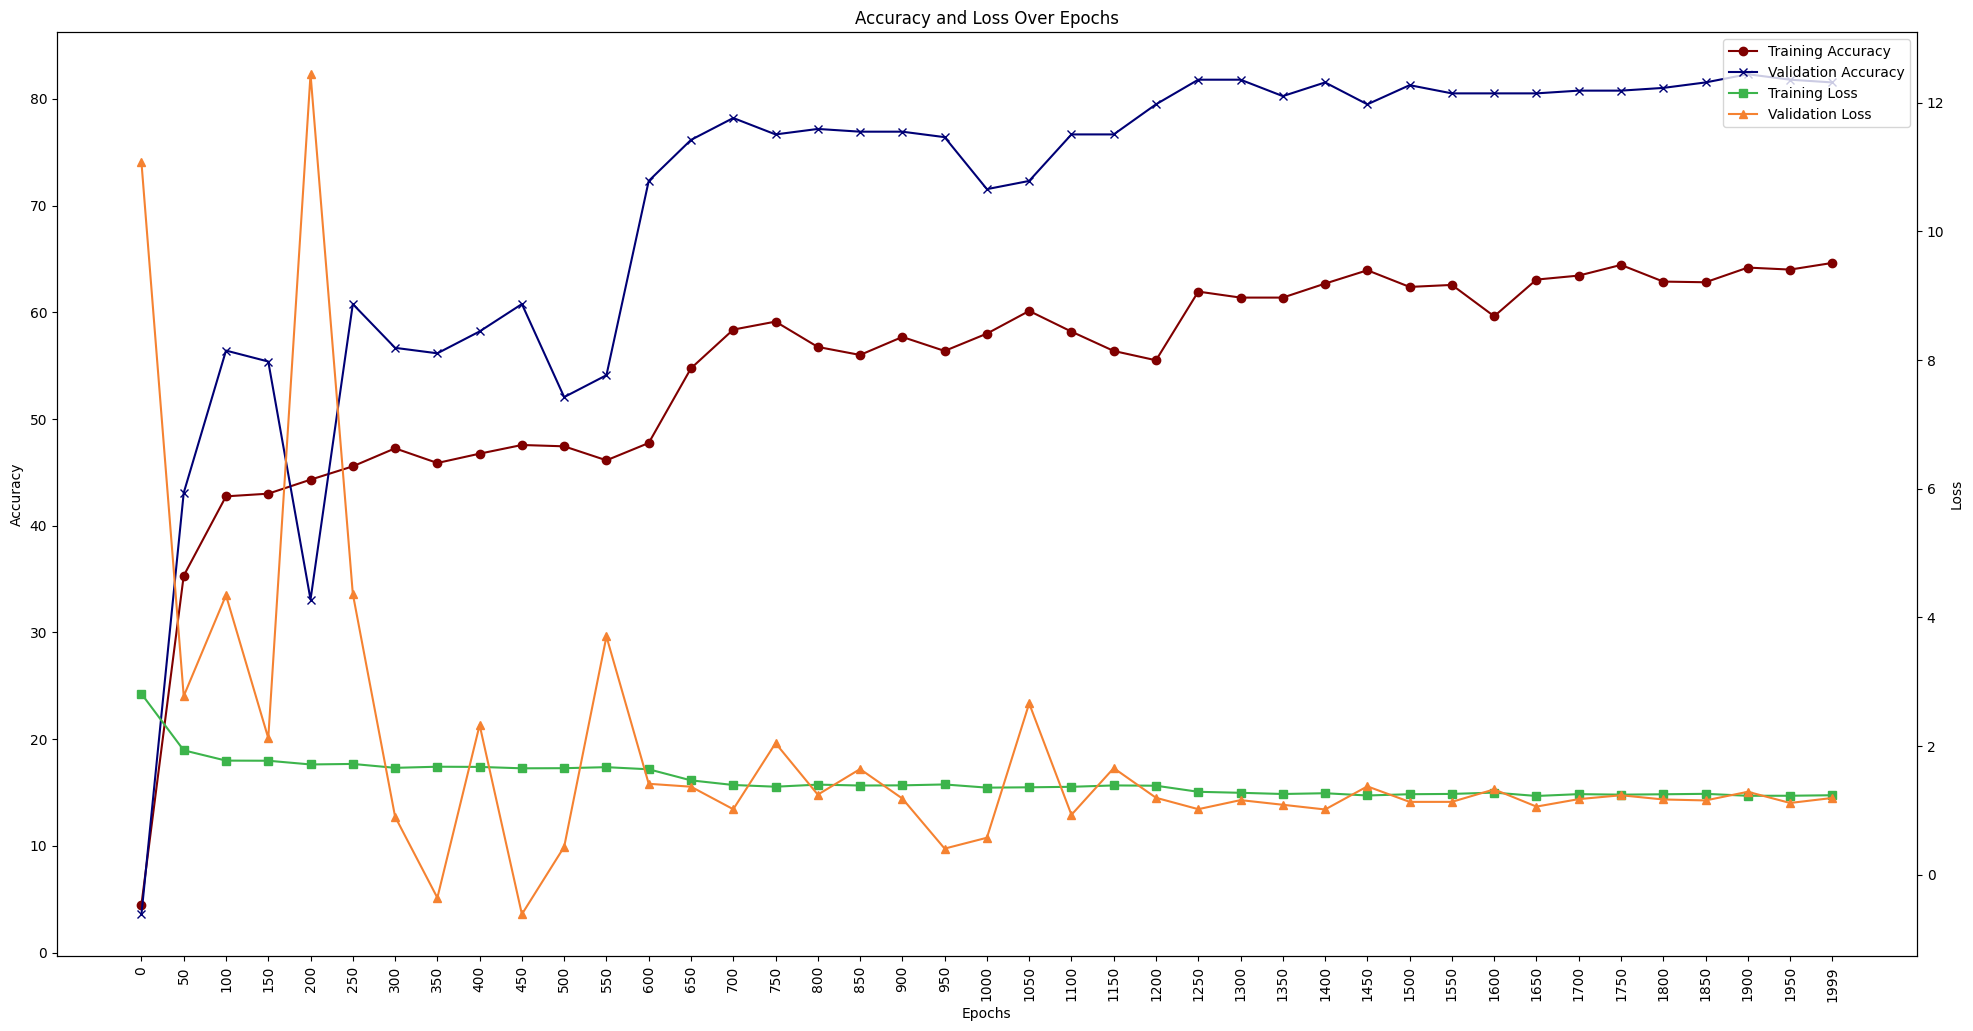 Accuracy and Loss Over Epochs
Training Accuracy
Validation Accuracy
Training Loss
Validation Loss
Accuracy
80
70
60
50
40
30
20
10
0
12
10
8
6
4
2
0
Loss
0 50 100 150 200 250 300 350 400 450 500 550 600 650 700 750 800 850 900 950 1000 1050 1100 1150 1200 1250 1300 1350 1400 1450 1500 1550 1600 1650 1700 1750 1800 1850 1900 1950 1999
Epochs